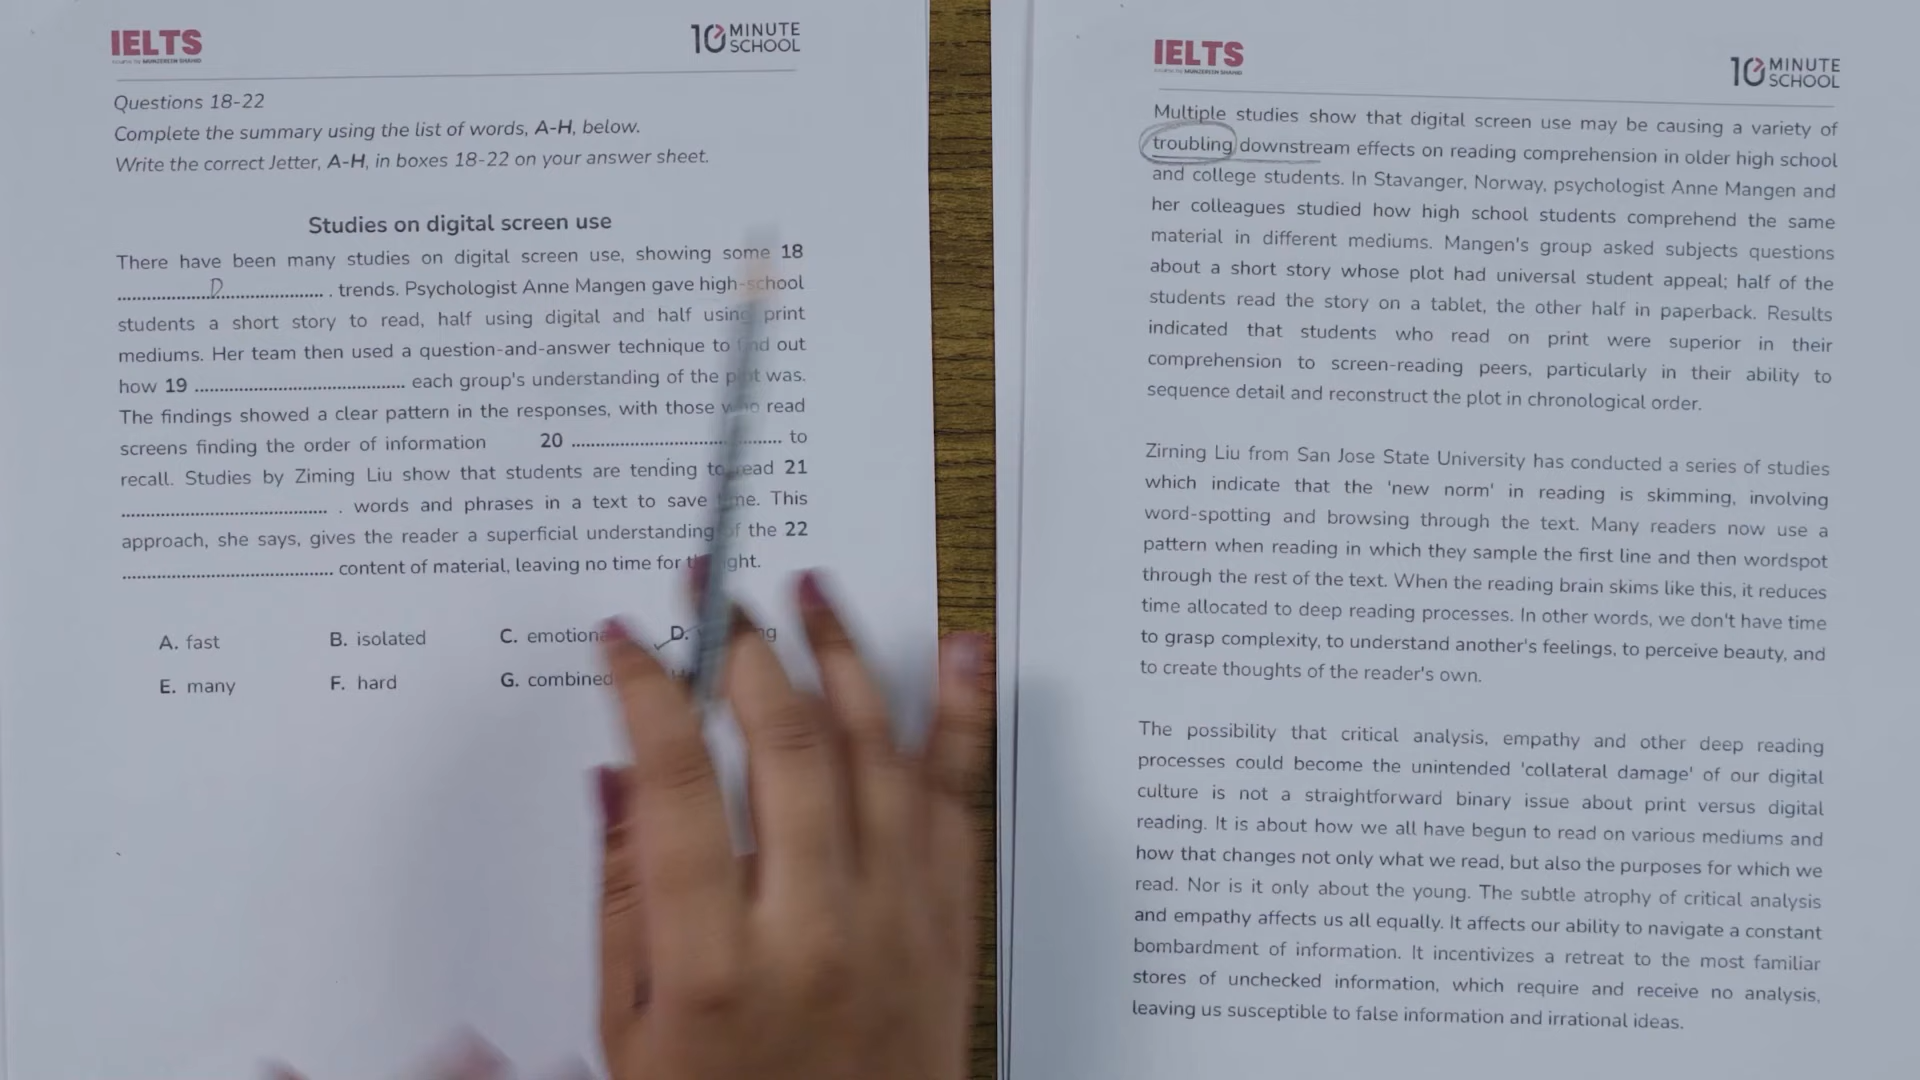 IELTS
10 MINUTE SCHOOL
Questions 18-22
Complete the summary using the list of words, A-H, below.
Write the correct Jetter, A-H, in boxes 18-22 on your answer sheet.
Studies on digital screen use
There have been many studies on digital screen use, showing some 18
D . trends. Psychologist Anne Mangen gave high-school
students a short story to read, half using digital and half using print
mediums. Her team then used a question-and-answer technique to find out
how 19 .......... each group's understanding of the plot was.
The findings showed a clear pattern in the responses, with those who read
screens finding the order of information 20 .......... to
recall. Studies by Ziming Liu show that students are tending to read 21
.......... . words and phrases in a text to save time. This
approach, she says, gives the reader a superficial understanding of the 22
.......... content of material, leaving no time for thought.
A. fast B. isolated C. emotional D.
E. many F. hard G. combined
IELTS
10 MINUTE SCHOOL
Multiple studies show that digital screen use may be causing a variety of
troubling downstream effects on reading comprehension in older high school
and college students. In Stavanger, Norway, psychologist Anne Mangen and
her colleagues studied how high school students comprehend the same
material in different mediums. Mangen's group asked subjects questions
about a short story whose plot had universal student appeal; half of the
students read the story on a tablet, the other half in paperback. Results
indicated that students who read on print were superior in their
comprehension to screen-reading peers, particularly in their ability to
sequence detail and reconstruct the plot in chronological order.
Zirning Liu from San Jose State University has conducted a series of studies
which indicate that the 'new norm' in reading is skimming, involving
word-spotting and browsing through the text. Many readers now use a
pattern when reading in which they sample the first line and then wordspot
through the rest of the text. When the reading brain skims like this, it reduces
time allocated to deep reading processes. In other words, we don't have time
to grasp complexity, to understand another's feelings, to perceive beauty, and
to create thoughts of the reader's own.
The possibility that critical analysis, empathy and other deep reading
processes could become the unintended 'collateral damage' of our digital
culture is not a straightforward binary issue about print versus digital
reading. It is about how we all have begun to read on various mediums and
how that changes not only what we read, but also the purposes for which we
read. Nor is it only about the young. The subtle atrophy of critical analysis
and empathy affects us all equally. It affects our ability to navigate a constant
bombardment of information. It incentivizes a retreat to the most familiar
stores of unchecked information, which require and receive no analysis,
leaving us susceptible to false information and irrational ideas.